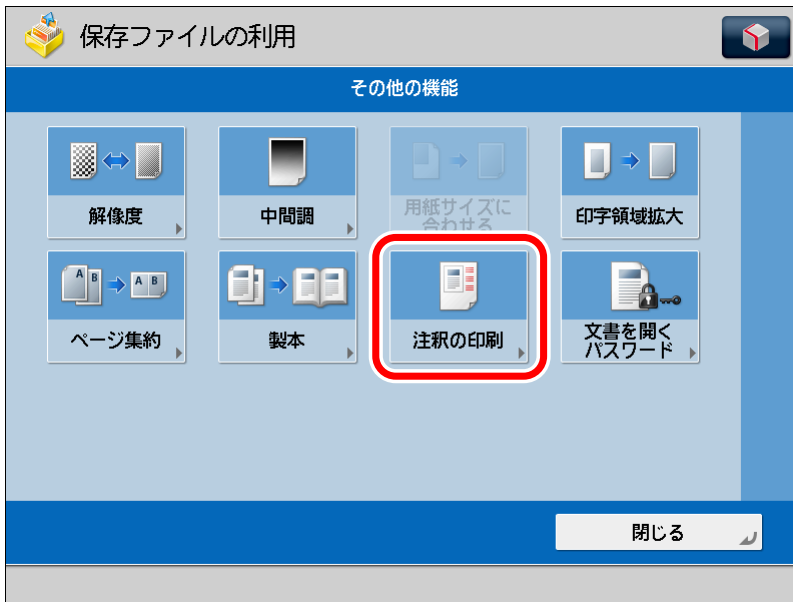 保存ファイルの利用
その他の機能
解像度
中間調
用紙サイズに
合わせる
印字領域拡大
A B A B
ページ集約
製本
注釈の印刷
文書を開く
パスワード
閉じる